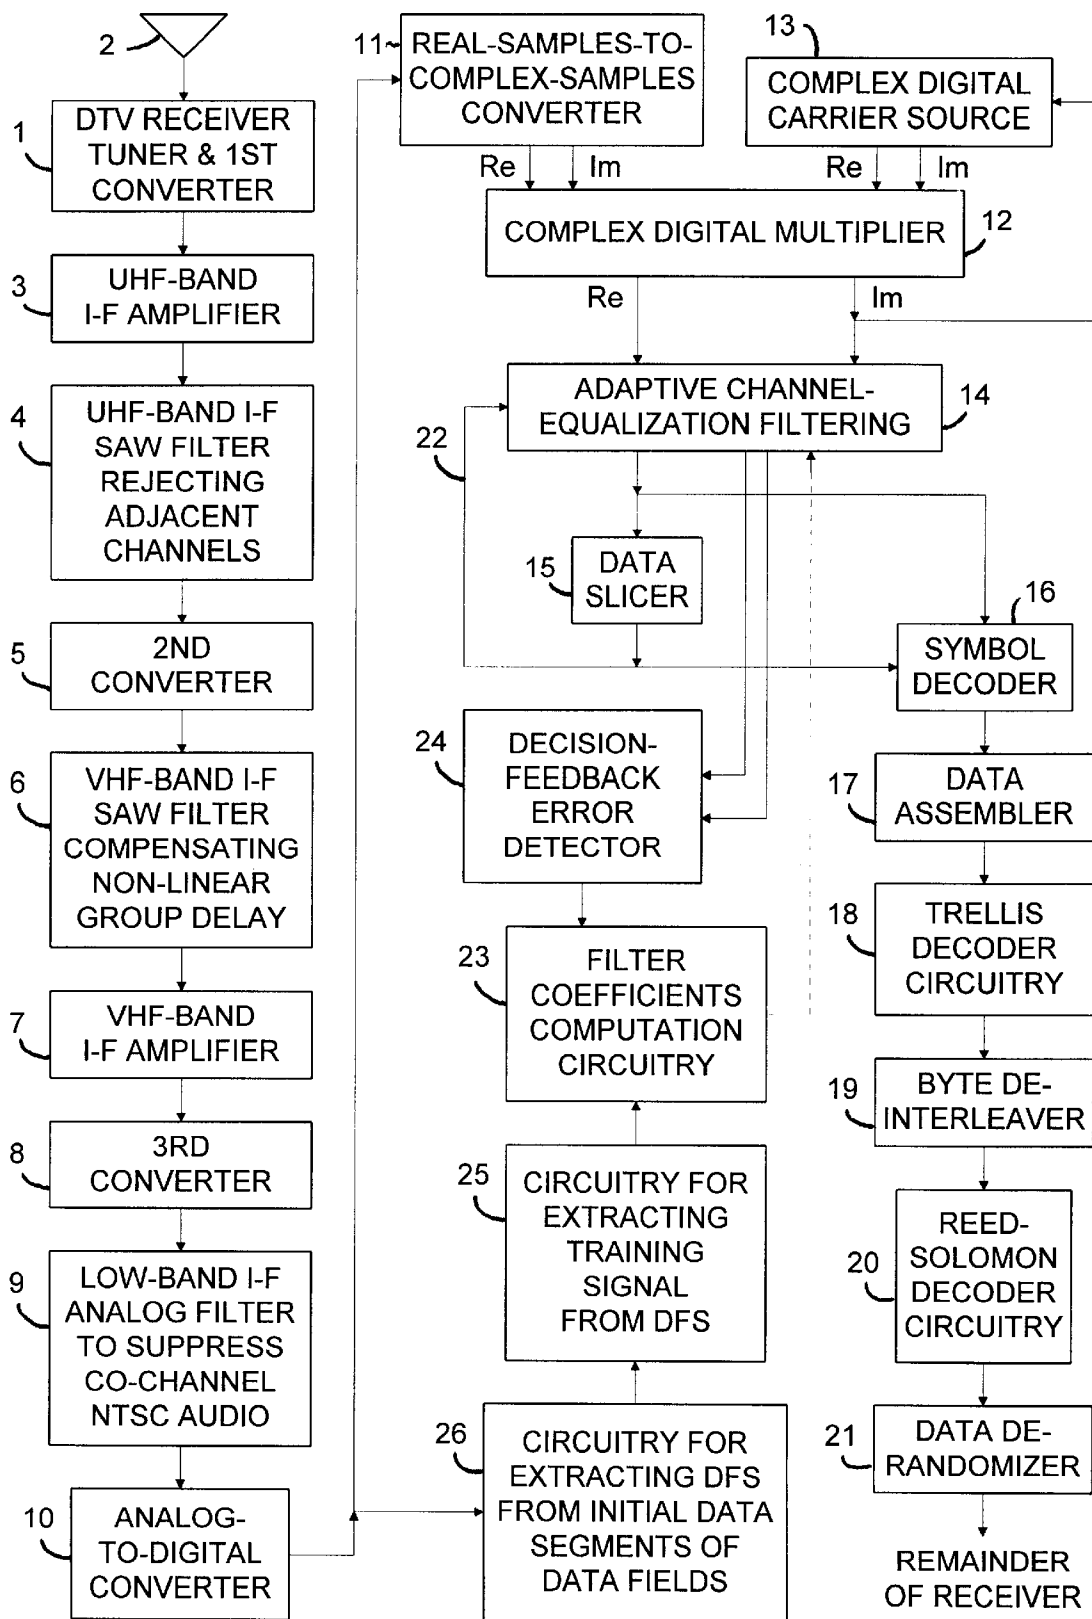 2
1
DTV RECEIVER
TUNER & 1ST
CONVERTER
3
UHF-BAND
I-F AMPLIFIER
4
UHF-BAND I-F
SAW FILTER
REJECTING
ADJACENT
CHANNELS
5
2ND
CONVERTER
6
VHF-BAND I-F
SAW FILTER
COMPENSATING
NON-LINEAR
GROUP DELAY
7
VHF-BAND
I-F AMPLIFIER
8
3RD
CONVERTER
9
LOW-BAND I-F
ANALOG FILTER
TO SUPPRESS
CO-CHANNEL
NTSC AUDIO
10
ANALOG-
TO-DIGITAL
CONVERTER
11
REAL-SAMPLES-TO-
COMPLEX-SAMPLES
CONVERTER
Re
Im
13
COMPLEX DIGITAL
CARRIER SOURCE
Re
Im
COMPLEX DIGITAL MULTIPLIER
12
Re
Im
ADAPTIVE CHANNEL-
EQUALIZATION FILTERING
14
22
15
DATA
SLICER
16
SYMBOL
DECODER
24
DECISION-
FEEDBACK
ERROR
DETECTOR
17
DATA
ASSEMBLER
23
FILTER
COEFFICIENTS
COMPUTATION
CIRCUITRY
18
TRELLIS
DECODER
CIRCUITRY
19
BYTE DE-
INTERLEAVER
25
CIRCUITRY FOR
EXTRACTING
TRAINING
SIGNAL
FROM DFS
20
REED-
SOLOMON
DECODER
CIRCUITRY
26
CIRCUITRY FOR
EXTRACTING DFS
FROM INITIAL DATA
SEGMENTS OF
DATA FIELDS
21
DATA DE-
RANDOMIZER
REMAINDER
OF RECEIVER